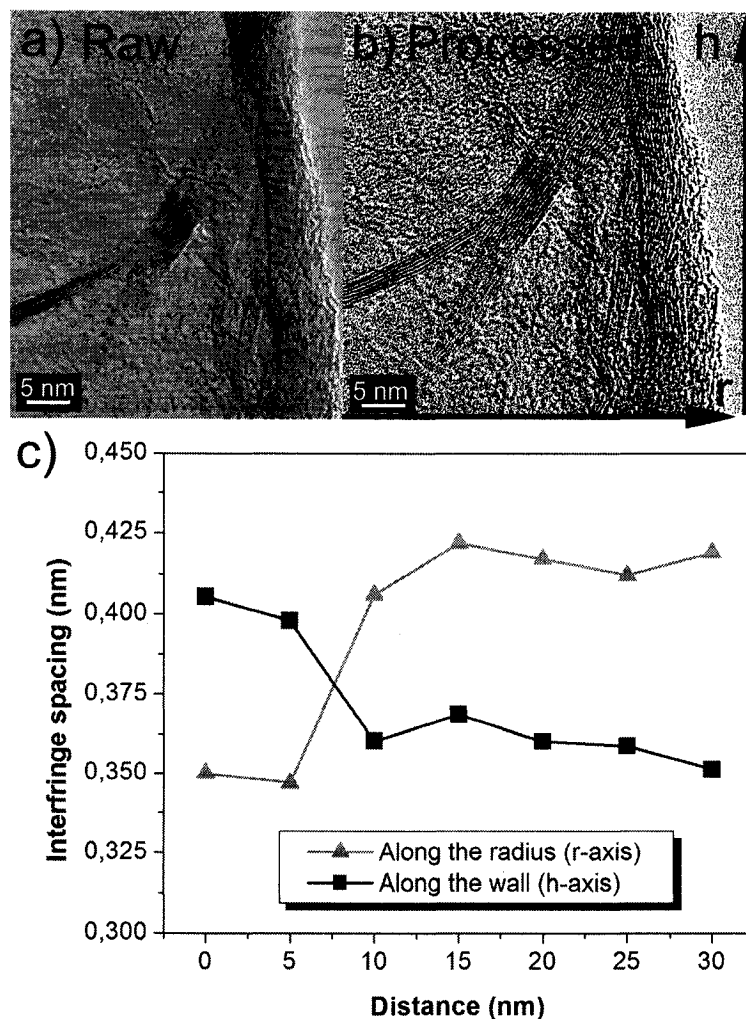 a) Raw
b) Processed
h
5 nm
5 nm
r
c)
0,450
0,425
0,400
0,375
0,350
0,325
0,300
Interfringe spacing (nm)
Along the radius (r-axis)
Along the wall (h-axis)
0 5 10 15 20 25 30
Distance (nm)